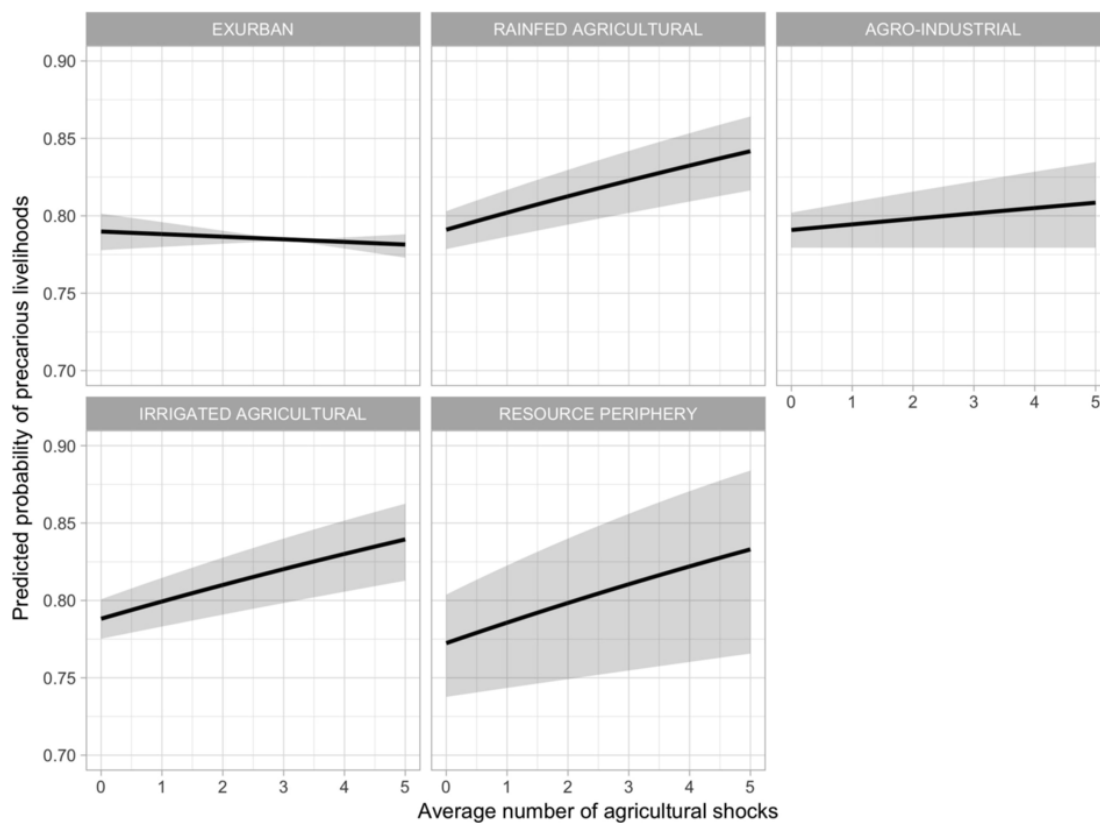 EXURBAN
RAINFED AGRICULTURAL
AGRO-INDUSTRIAL
0.90
0.85
0.80
0.75
0.70
0 1 2 3 4 5
IRRIGATED AGRICULTURAL
RESOURCE PERIPHERY
0.90
0.85
0.80
0.75
0.70
0 1 2 3 4 5
0 1 2 3 4 5
Predicted probability of precarious livelihoods
Average number of agricultural shocks